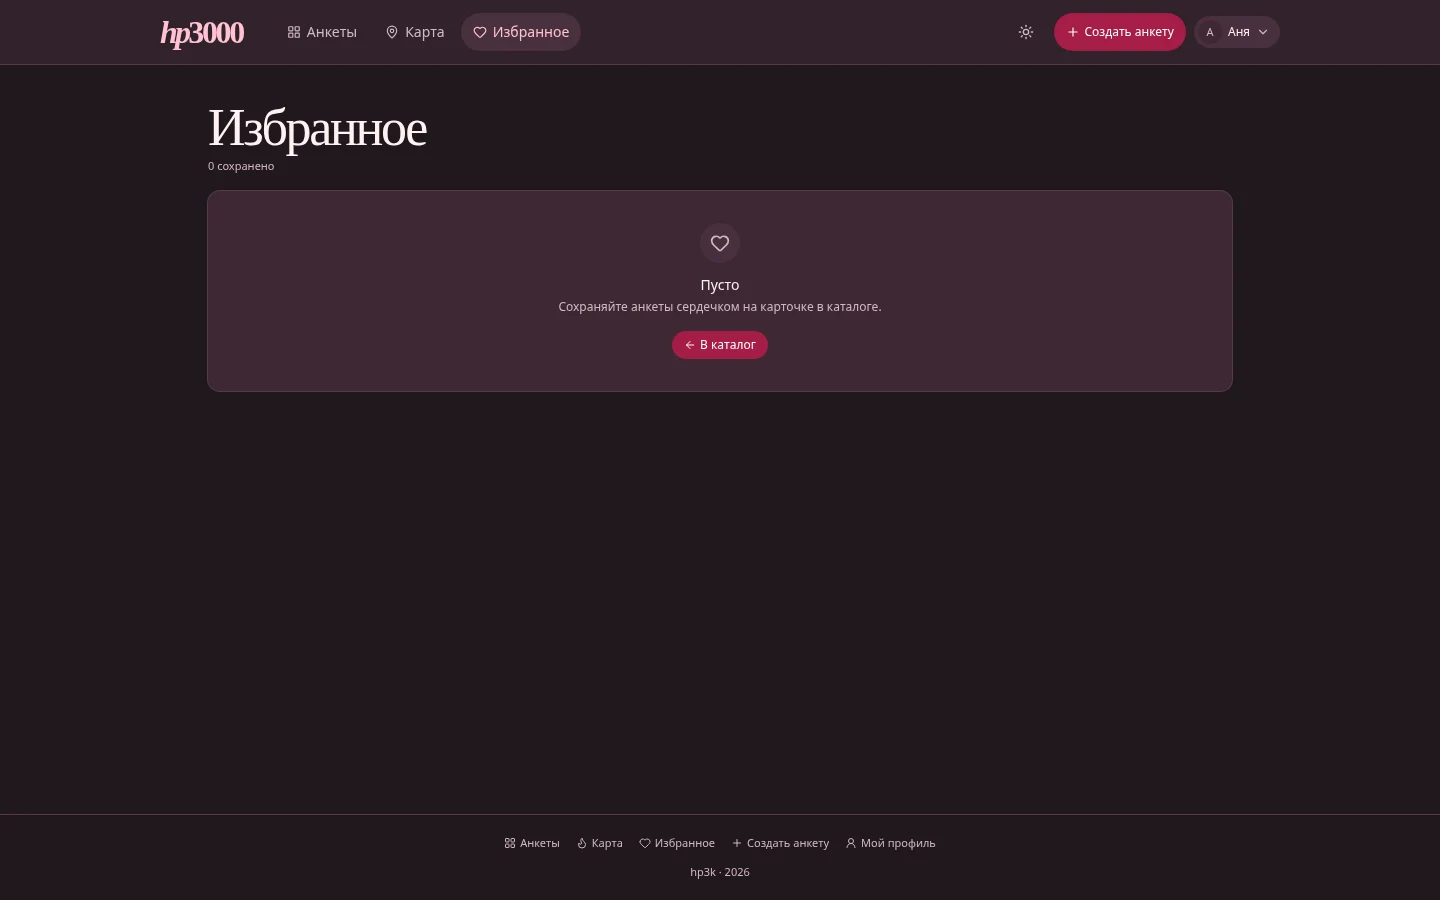 hp3000
Анкеты
Карта
Избранное
Создать анкету
А
Аня
Избранное
0 сохранено
Пусто
Сохраняйте анкеты сердечком на карточке в каталоге.
В каталог
Анкеты
Карта
Избранное
Создать анкету
Мой профиль
hp3k · 2026